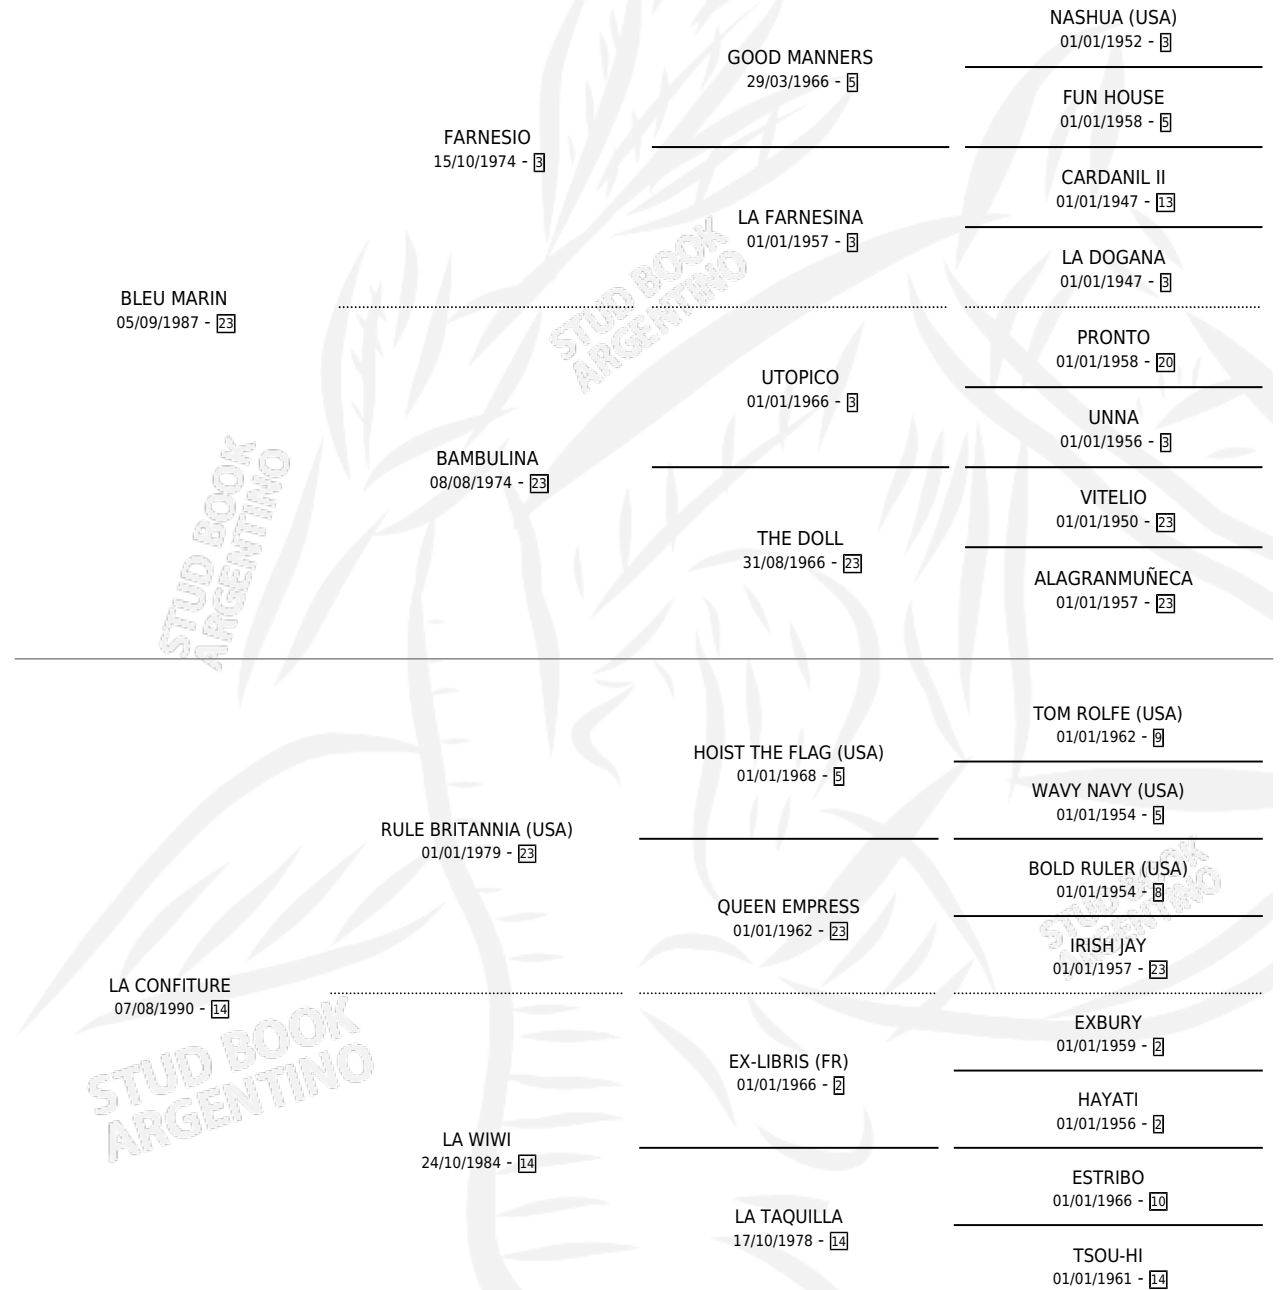 NASHUA (USA)
01/01/1952 - 3
GOOD MANNERS
29/03/1966 - 5
FUN HOUSE
01/01/1958 - 5
FARNESIO
15/10/1974 - 3
CARDANIL II
01/01/1947 - 13
LA FARNESINA
01/01/1957 - 3
LA DOGANA
01/01/1947 - 3
BLEU MARIN
05/09/1987 - 23
STUD BOOK
ARGENTINO
PRONTO
01/01/1958 - 20
UTOPICO
01/01/1966 - 3
UNNA
01/01/1956 - 3
BAMBULINA
08/08/1974 - 23
VITELIO
01/01/1950 - 23
THE DOLL
31/08/1966 - 23
ALAGRANMUÑECA
01/01/1957 - 23
STUD BOOK
ARGENTINO
TOM ROLFE (USA)
01/01/1962 - 9
HOIST THE FLAG (USA)
01/01/1968 - 5
WAVY NAVY (USA)
01/01/1954 - 5
RULE BRITANNIA (USA)
01/01/1979 - 23
BOLD RULER (USA)
01/01/1954 - 8
QUEEN EMPRESS
01/01/1962 - 23
STUD BOOK
ARGENTINO
IRISH JAY
01/01/1957 - 23
LA CONFITURE
07/08/1990 - 14
STUD BOOK
ARGENTINO
EXBURY
01/01/1959 - 2
EX-LIBRIS (FR)
01/01/1966 - 2
HAYATI
01/01/1956 - 2
LA WIWI
24/10/1984 - 14
ESTRIBO
01/01/1966 - 10
LA TAQUILLA
17/10/1978 - 14
TSOU-HI
01/01/1961 - 14